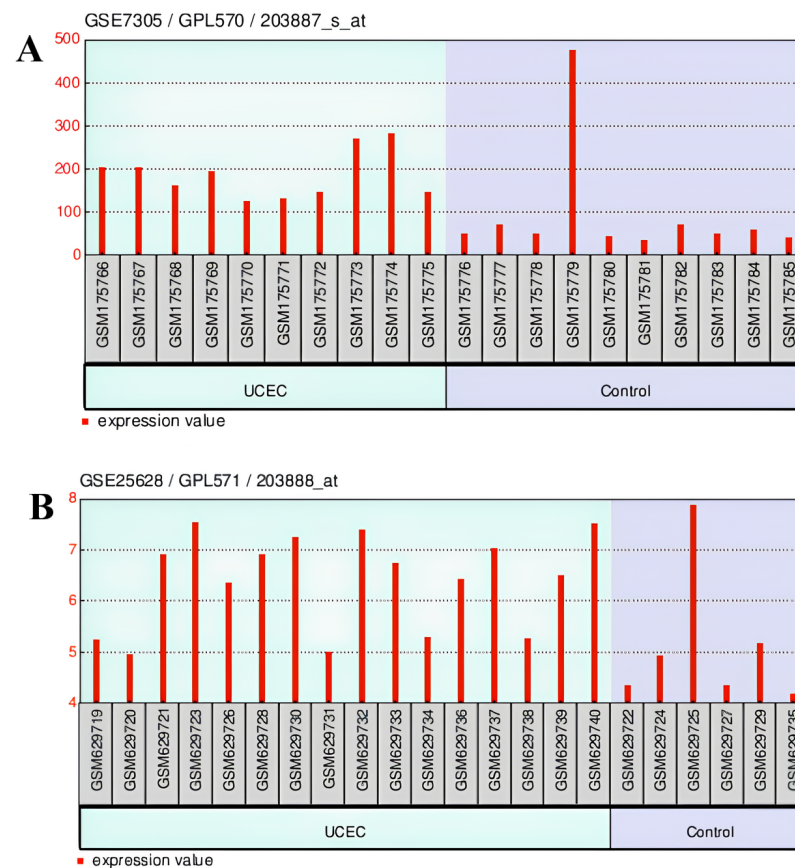 GSE7305 / GPL570 / 203887_s_at
A
500
400
300
200
100
0
GSM175766
GSM175767
GSM175768
GSM175769
GSM175770
GSM175771
GSM175772
GSM175773
GSM175774
GSM175775
GSM175776
GSM175777
GSM175778
GSM175779
GSM175780
GSM175781
GSM175782
GSM175783
GSM175784
GSM175785
UCEC
Control
expression value
GSE25628 / GPL571 / 203888_at
B
8
7
6
5
4
GSM629719
GSM629720
GSM629721
GSM629723
GSM629726
GSM629728
GSM629730
GSM629731
GSM629732
GSM629733
GSM629734
GSM629736
GSM629737
GSM629738
GSM629739
GSM629740
GSM629722
GSM629724
GSM629725
GSM629727
GSM629729
GSM629735
UCEC
Control
expression value